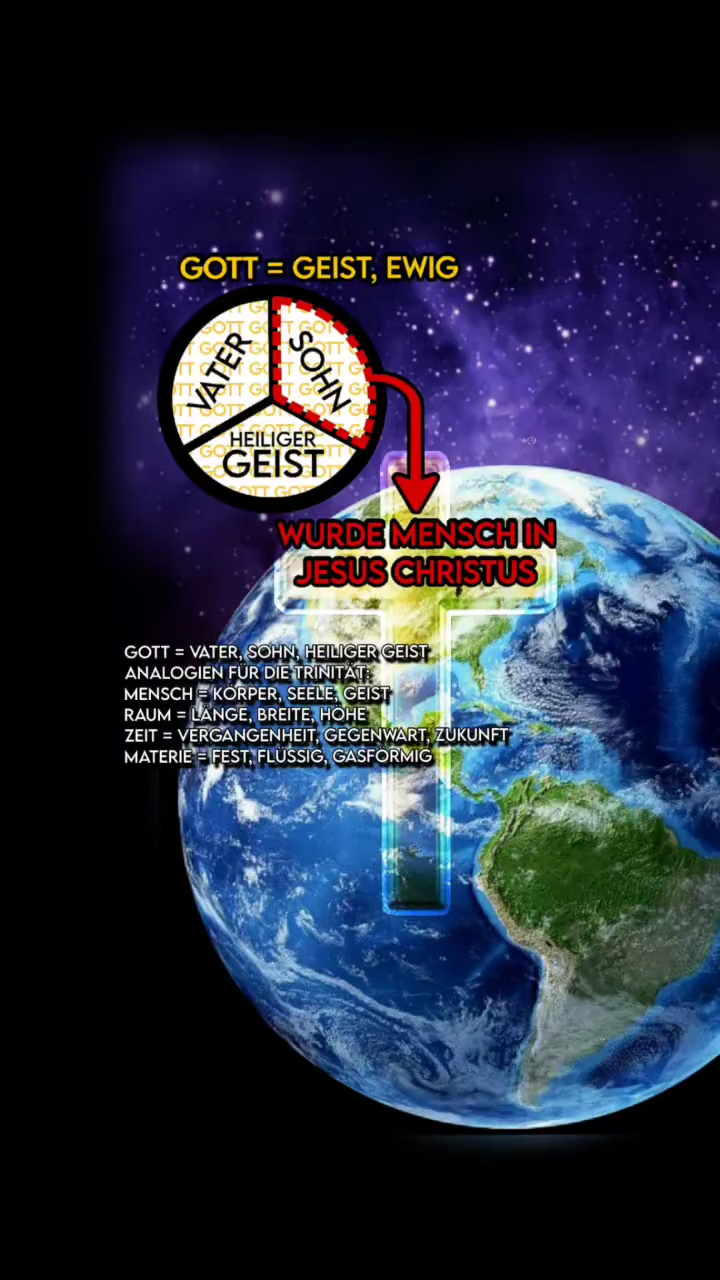 GOTT = GEIST, EWIG
VATER
SOHN
HEILIGER
GEIST
WURDE MENSCH IN
JESUS CHRISTUS
GOTT = VATER, SOHN, HEILIGER GEIST
ANALOGIEN FÜR DIE TRINITÄT:
MENSCH = KÖRPER, SEELE, GEIST
RAUM = LÄNGE, BREITE, HÖHE
ZEIT = VERGANGENHEIT, GEGENWART, ZUKUNFT
MATERIE = FEST, FLÜSSIG, GASFÖRMIG